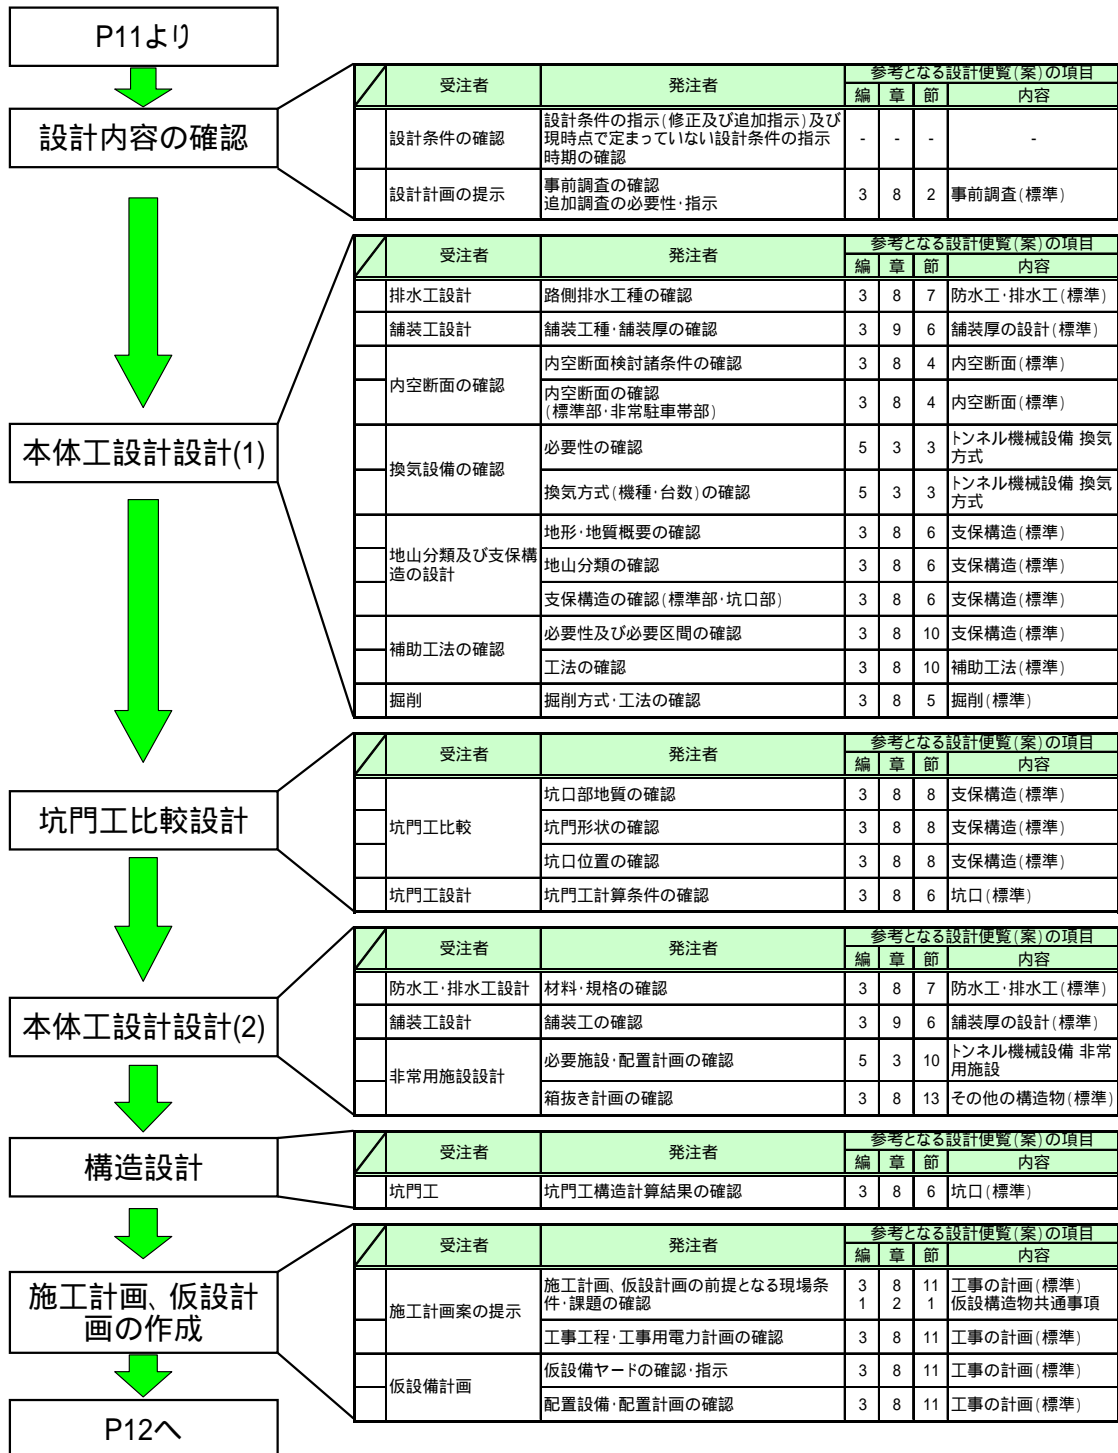 P11より
設計内容の確認
受注者 発注者 参考となる設計便覧(案)の項目
編 章 節 内容
設計条件の確認 設計条件の指示(修正及び追加指示)及び
現時点で定まっていない設計条件の指示
時期の確認 - - - -
設計計画の提示 事前調査の確認
追加調査の必要性・指示 3 8 2 事前調査(標準)
本体工設計設計(1)
受注者 発注者 参考となる設計便覧(案)の項目
編 章 節 内容
排水工設計 路側排水工種の確認 3 8 7 防水工・排水工(標準)
舗装工設計 舗装工種・舗装厚の確認 3 9 6 舗装厚の設計(標準)
内空断面の確認 内空断面検討諸条件の確認 3 8 4 内空断面(標準)
内空断面の確認
(標準部・非常駐車帯部) 3 8 4 内空断面(標準)
換気設備の確認 必要性の確認 5 3 3 トンネル機械設備 換気
方式
換気方式(機種・台数)の確認 5 3 3 トンネル機械設備 換気
方式
地山分類及び支保構
造の設計 地形・地質概要の確認 3 8 6 支保構造(標準)
地山分類の確認 3 8 6 支保構造(標準)
支保構造の確認(標準部・坑口部) 3 8 6 支保構造(標準)
補助工法の確認 必要性及び必要区間の確認 3 8 10 支保構造(標準)
工法の確認 3 8 10 補助工法(標準)
掘削 掘削方式・工法の確認 3 8 5 掘削(標準)
坑門工比較設計
受注者 発注者 参考となる設計便覧(案)の項目
編 章 節 内容
坑門工比較 坑口部地質の確認 3 8 8 支保構造(標準)
坑門形状の確認 3 8 8 支保構造(標準)
坑口位置の確認 3 8 8 支保構造(標準)
坑門工設計 坑門工計算条件の確認 3 8 6 坑口(標準)
本体工設計設計(2)
受注者 発注者 参考となる設計便覧(案)の項目
編 章 節 内容
防水工・排水工設計 材料・規格の確認 3 8 7 防水工・排水工(標準)
舗装工設計 舗装工の確認 3 9 6 舗装厚の設計(標準)
非常用施設設計 必要施設・配置計画の確認 5 3 10 トンネル機械設備 非常
用施設
箱抜き計画の確認 3 8 13 その他の構造物(標準)
構造設計
受注者 発注者 参考となる設計便覧(案)の項目
編 章 節 内容
坑門工 坑門工構造計算結果の確認 3 8 6 坑口(標準)
施工計画、仮設計
画の作成
受注者 発注者 参考となる設計便覧(案)の項目
編 章 節 内容
施工計画案の提示 施工計画、仮設計画の前提となる現場条 3 8 11 工事の計画(標準)
件・課題の確認 1 2 1 仮設構造物共通事項
工事工程・工事用電力計画の確認 3 8 11 工事の計画(標準)
仮設備計画 仮設備ヤードの確認・指示 3 8 11 工事の計画(標準)
配置設備・配置計画の確認 3 8 11 工事の計画(標準)
P12へ